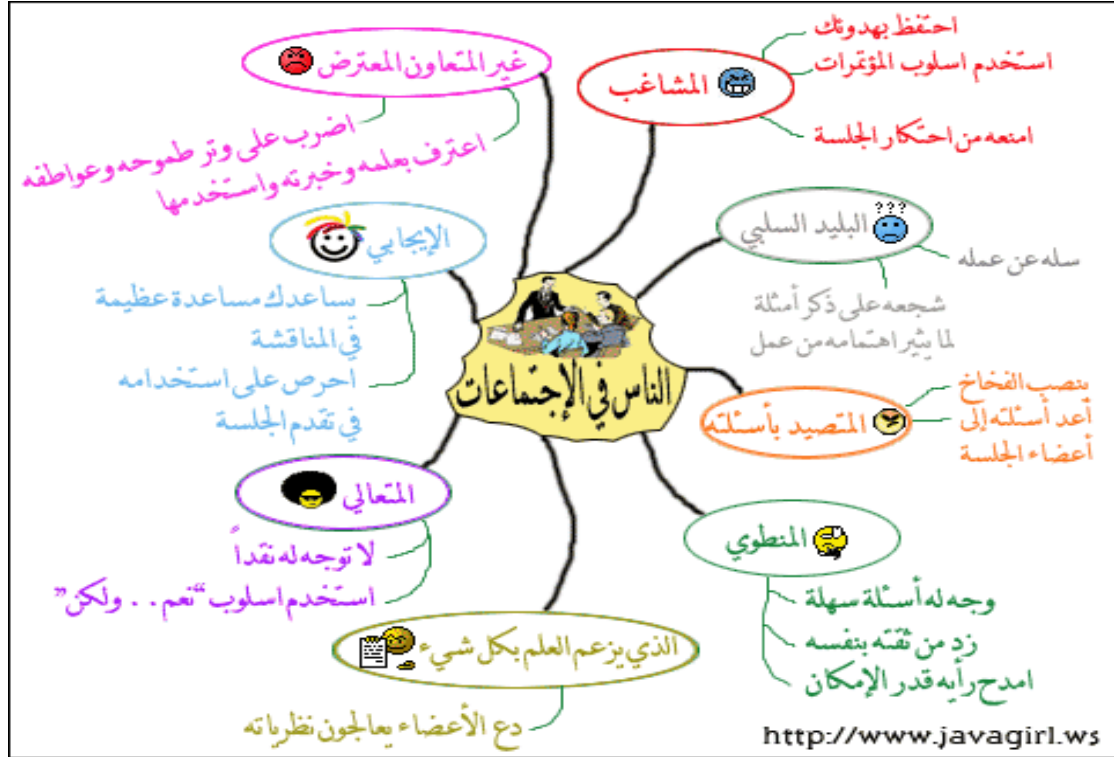 الناس في الإجتماعات
المشاغب
احتفظ بهدوئك
استخدم اسلوب المؤتمرات
امنعه من احتكار الجلسة
???
البليد السلبي
سله عن عمله
شجعه على ذكر أمثلة
لما يثير اهتمامه من عمل
المتصيد بأسئلته
ينصب الفخاخ
أعد أسئلته إلى
أعضاء الجلسة
المنطوي
وجه له أسئلة سهلة
زد من ثقته بنفسه
امدح رأيه قدر الإمكان
الذي يزعم العلم بكل شيء
دع الأعضاء يعالجون نظرياته
المتعالي
لا توجه له نقداً
استخدم اسلوب “نعم . . ولكن”
الإيجابي
يساعدك مساعدة عظيمة
في المناقشة
احرص على استخدامه
في تقدم الجلسة
غير المتعاون المعترض
اضرب على وتر طموحه وعواطفه
اعترف بعلمه وخبرته واستخدمها
http://www.javagirl.ws